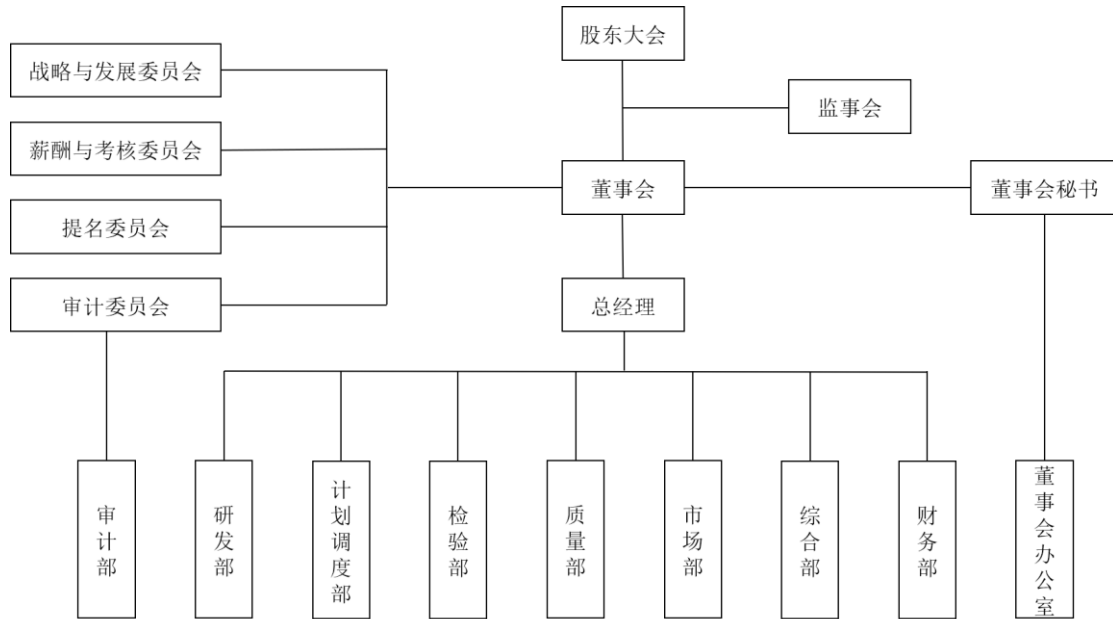 股东大会
战略与发展委员会
监事会
薪酬与考核委员会
董事会
董事会秘书
提名委员会
审计委员会
总经理
审计部
研发部
计划调度部
检验部
质量部
市场部
综合部
财务部
董事会办公室